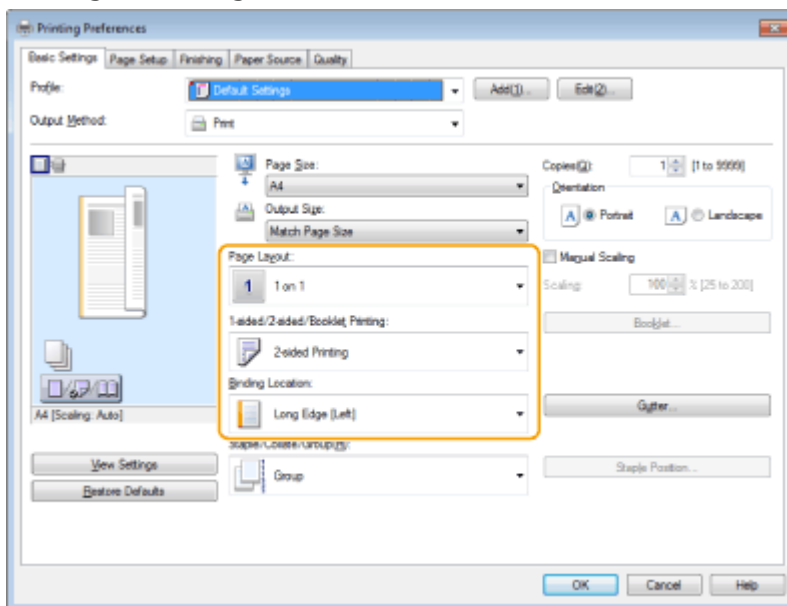 Printing Preferences
Basic Settings Page Setup Finishing Paper Source Quality
Profile: Default Settings Add(1)... Edit(2)...
Output Method: Print
Page Size: Copies(Q): 1 [1 to 9999]
A4 Orientation
Output Size: A Portrait A Landscape
Match Page Size
Page Layout: Manual Scaling
1 1 on 1 Scaling: 100 % [25 to 200]
1-sided/2-sided/Booklet Printing: Booklet...
2-sided Printing
Binding Location:
Long Edge (Left) Gutter...
A4 [Scaling: Auto]
Staple/Collate/Group(H):
View Settings Group Staple Position...
Restore Defaults
OK Cancel Help